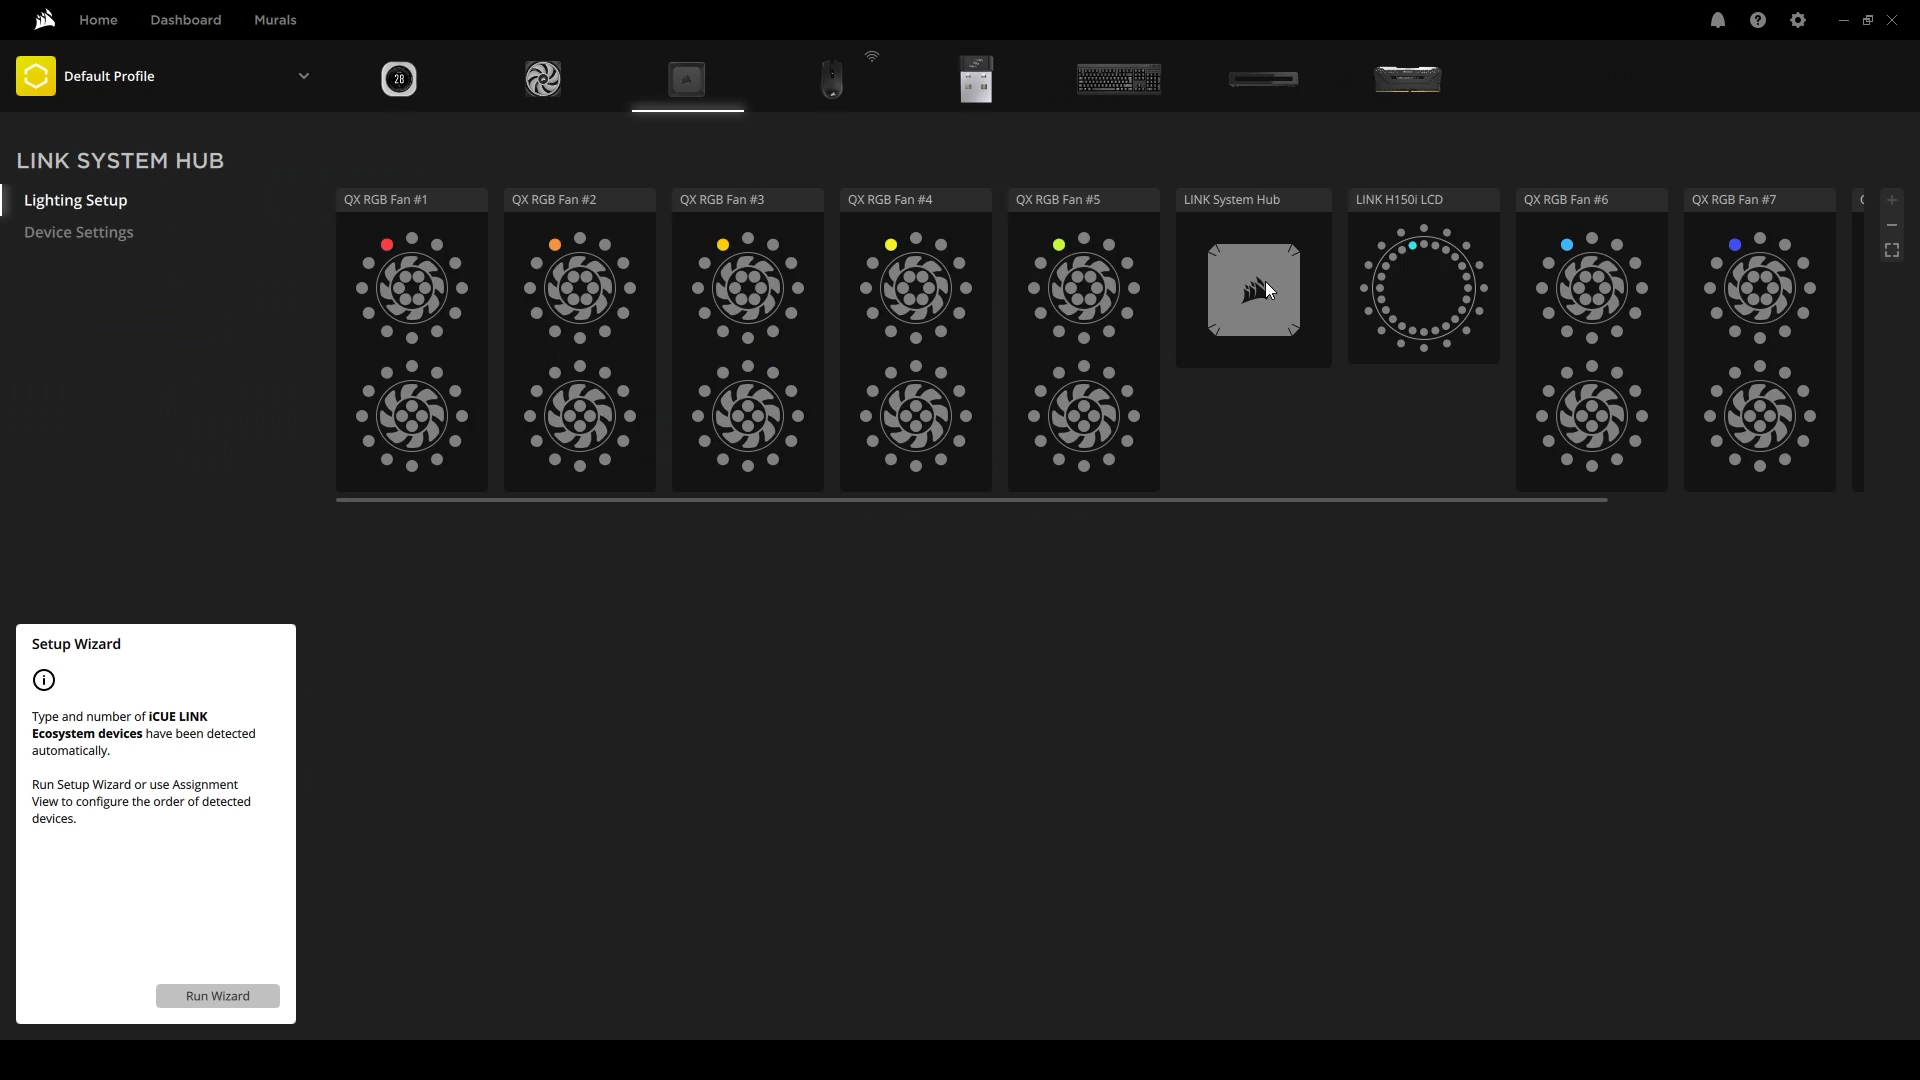 Home Dashboard Murals
Default Profile
28
LINK SYSTEM HUB
Lighting Setup
Device Settings
QX RGB Fan #1 QX RGB Fan #2 QX RGB Fan #3 QX RGB Fan #4 QX RGB Fan #5 LINK System Hub LINK H150i LCD QX RGB Fan #6 QX RGB Fan #7
Setup Wizard
Type and number of iCUE LINK
Ecosystem devices have been detected
automatically.
Run Setup Wizard or use Assignment
View to configure the order of detected
devices.
Run Wizard